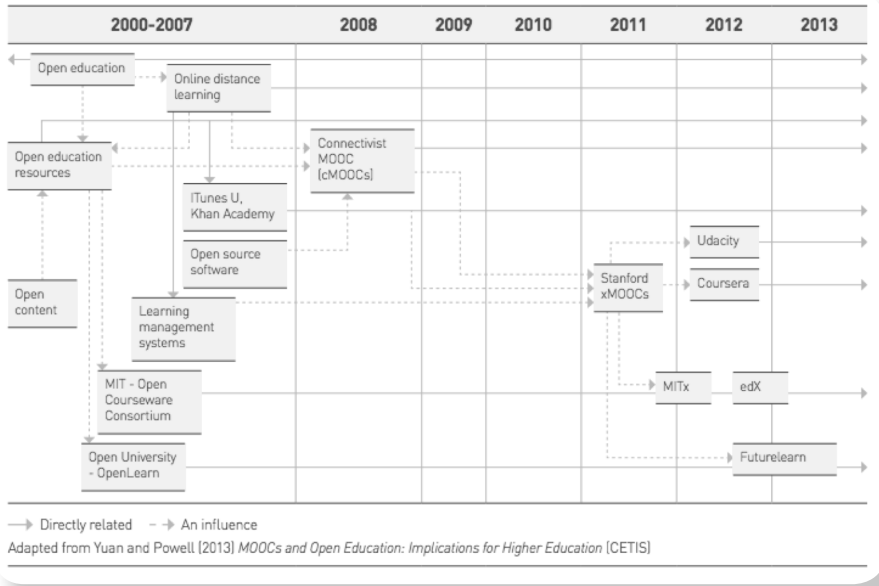 2000-2007 2008 2009 2010 2011 2012 2013
Open education
Online distance
learning
Open education
resources
Connectivist
MOOC
(cMOOCs)
ITunes U,
Khan Academy
Open source
software
Udacity
Stanford
xMOOCs
Coursera
Open
content
Learning
management
systems
MIT - Open
Courseware
Consortium
MITx
edX
Open University
- OpenLearn
Futurelearn
Directly related An influence
Adapted from Yuan and Powell (2013) MOOCs and Open Education: Implications for Higher Education (CETIS)